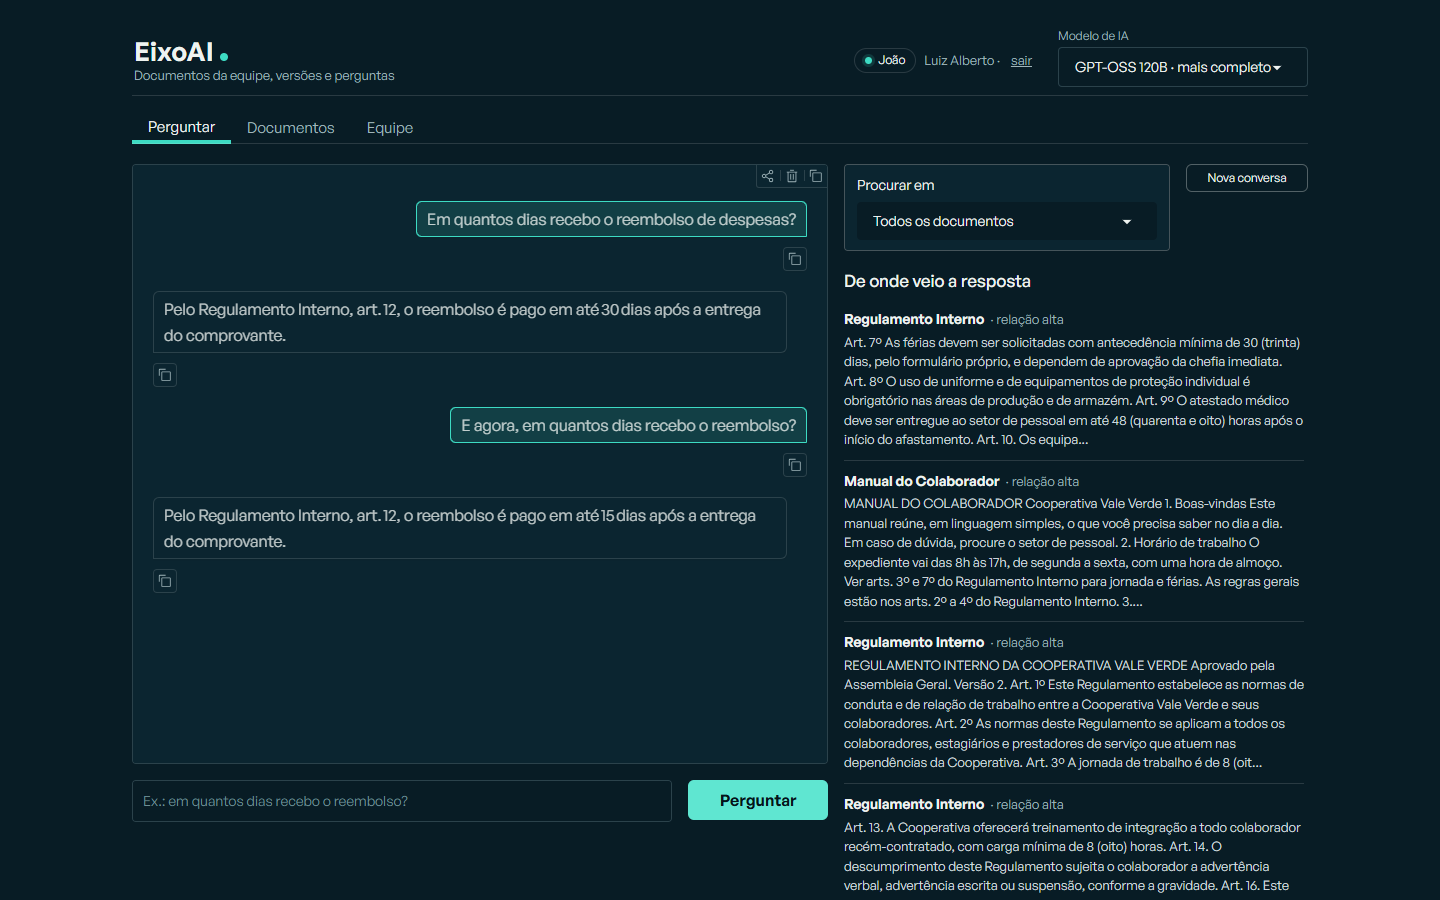 EixoAI
Documentos da equipe, versões e perguntas
João
Luiz Alberto ·
sair
Modelo de IA
GPT-OSS 120B · mais completo
Perguntar
Documentos
Equipe
Em quantos dias recebo o reembolso de despesas?
Pelo Regulamento Interno, art. 12, o reembolso é pago em até 30 dias após a entrega
do comprovante.
E agora, em quantos dias recebo o reembolso?
Pelo Regulamento Interno, art. 12, o reembolso é pago em até 15 dias após a entrega
do comprovante.
Ex.: em quantos dias recebo o reembolso?
Perguntar
Procurar em
Todos os documentos
Nova conversa
De onde veio a resposta
Regulamento Interno · relação alta
Art. 7º As férias devem ser solicitadas com antecedência mínima de 30 (trinta)
dias, pelo formulário próprio, e dependem de aprovação da chefia imediata.
Art. 8º O uso de uniforme e de equipamentos de proteção individual é
obrigatório nas áreas de produção e de armazém. Art. 9º O atestado médico
deve ser entregue ao setor de pessoal em até 48 (quarenta e oito) horas após o
início do afastamento. Art. 10. Os equipa...
Manual do Colaborador · relação alta
MANUAL DO COLABORADOR Cooperativa Vale Verde 1. Boas-vindas Este
manual reúne, em linguagem simples, o que você precisa saber no dia a dia.
Em caso de dúvida, procure o setor de pessoal. 2. Horário de trabalho O
expediente vai das 8h às 17h, de segunda a sexta, com uma hora de almoço.
Ver arts. 3º e 7º do Regulamento Interno para jornada e férias. As regras gerais
estão nos arts. 2º a 4º do Regulamento Interno. 3....
Regulamento Interno · relação alta
REGULAMENTO INTERNO DA COOPERATIVA VALE VERDE Aprovado pela
Assembleia Geral. Versão 2. Art. 1º Este Regulamento estabelece as normas de
conduta e de relação de trabalho entre a Cooperativa Vale Verde e seus
colaboradores. Art. 2º As normas deste Regulamento se aplicam a todos os
colaboradores, estagiários e prestadores de serviço que atuem nas
dependências da Cooperativa. Art. 3º A jornada de trabalho é de 8 (oit...
Regulamento Interno · relação alta
Art. 13. A Cooperativa oferecerá treinamento de integração a todo colaborador
recém-contratado, com carga mínima de 8 (oito) horas. Art. 14. O
descumprimento deste Regulamento sujeita o colaborador a advertência
verbal, advertência escrita ou suspensão, conforme a gravidade. Art. 16. Este